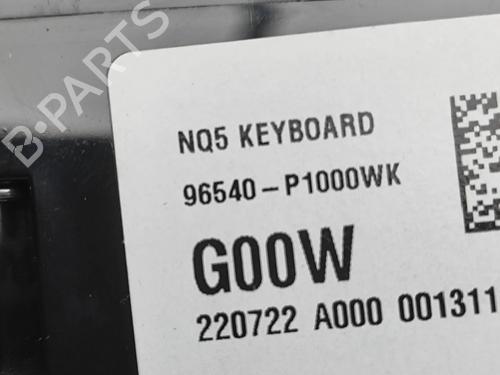 B-PARTS
NQ5 KEYBOARD
96540-P1000WK
G00W
220722 A000 001311